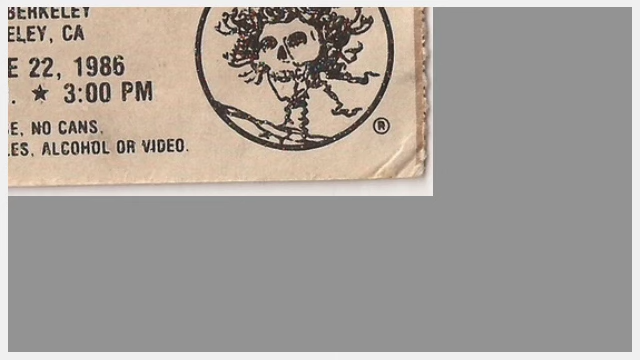 BERKELEY
ELEY, CA
E 22, 1986
. ★ 3:00 PM
E, NO CANS,
LES, ALCOHOL OR VIDEO.
®